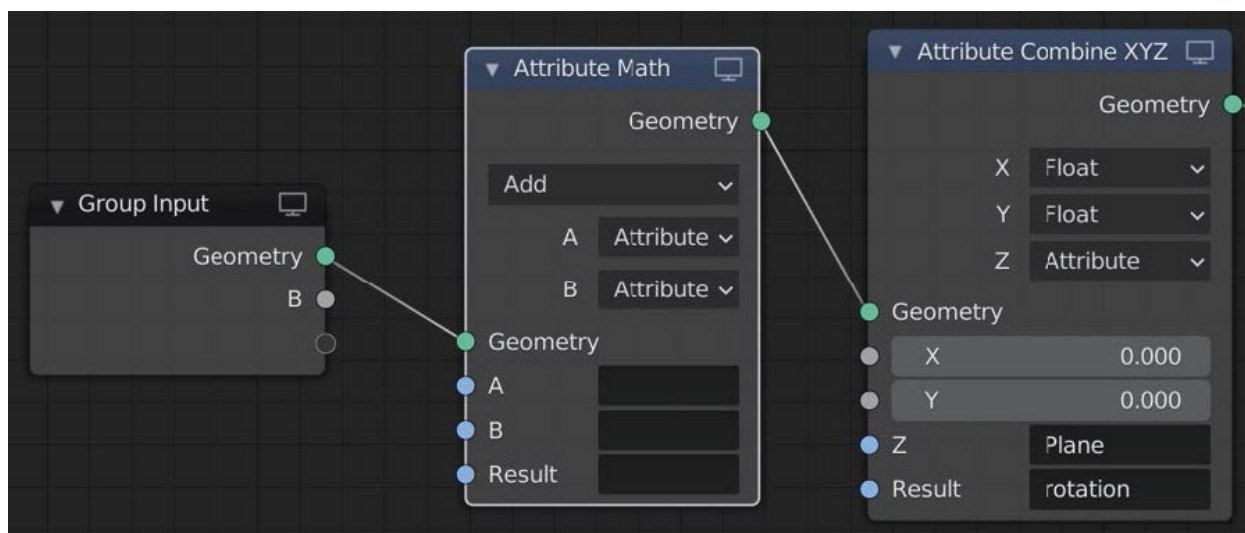 Group Input
Geometry
B
Attribute Math
Geometry
Add
A Attribute
B Attribute
Geometry
A
B
Result
Attribute Combine XYZ
Geometry
X Float
Y Float
Z Attribute
Geometry
X 0.000
Y 0.000
Z Plane
Result rotation